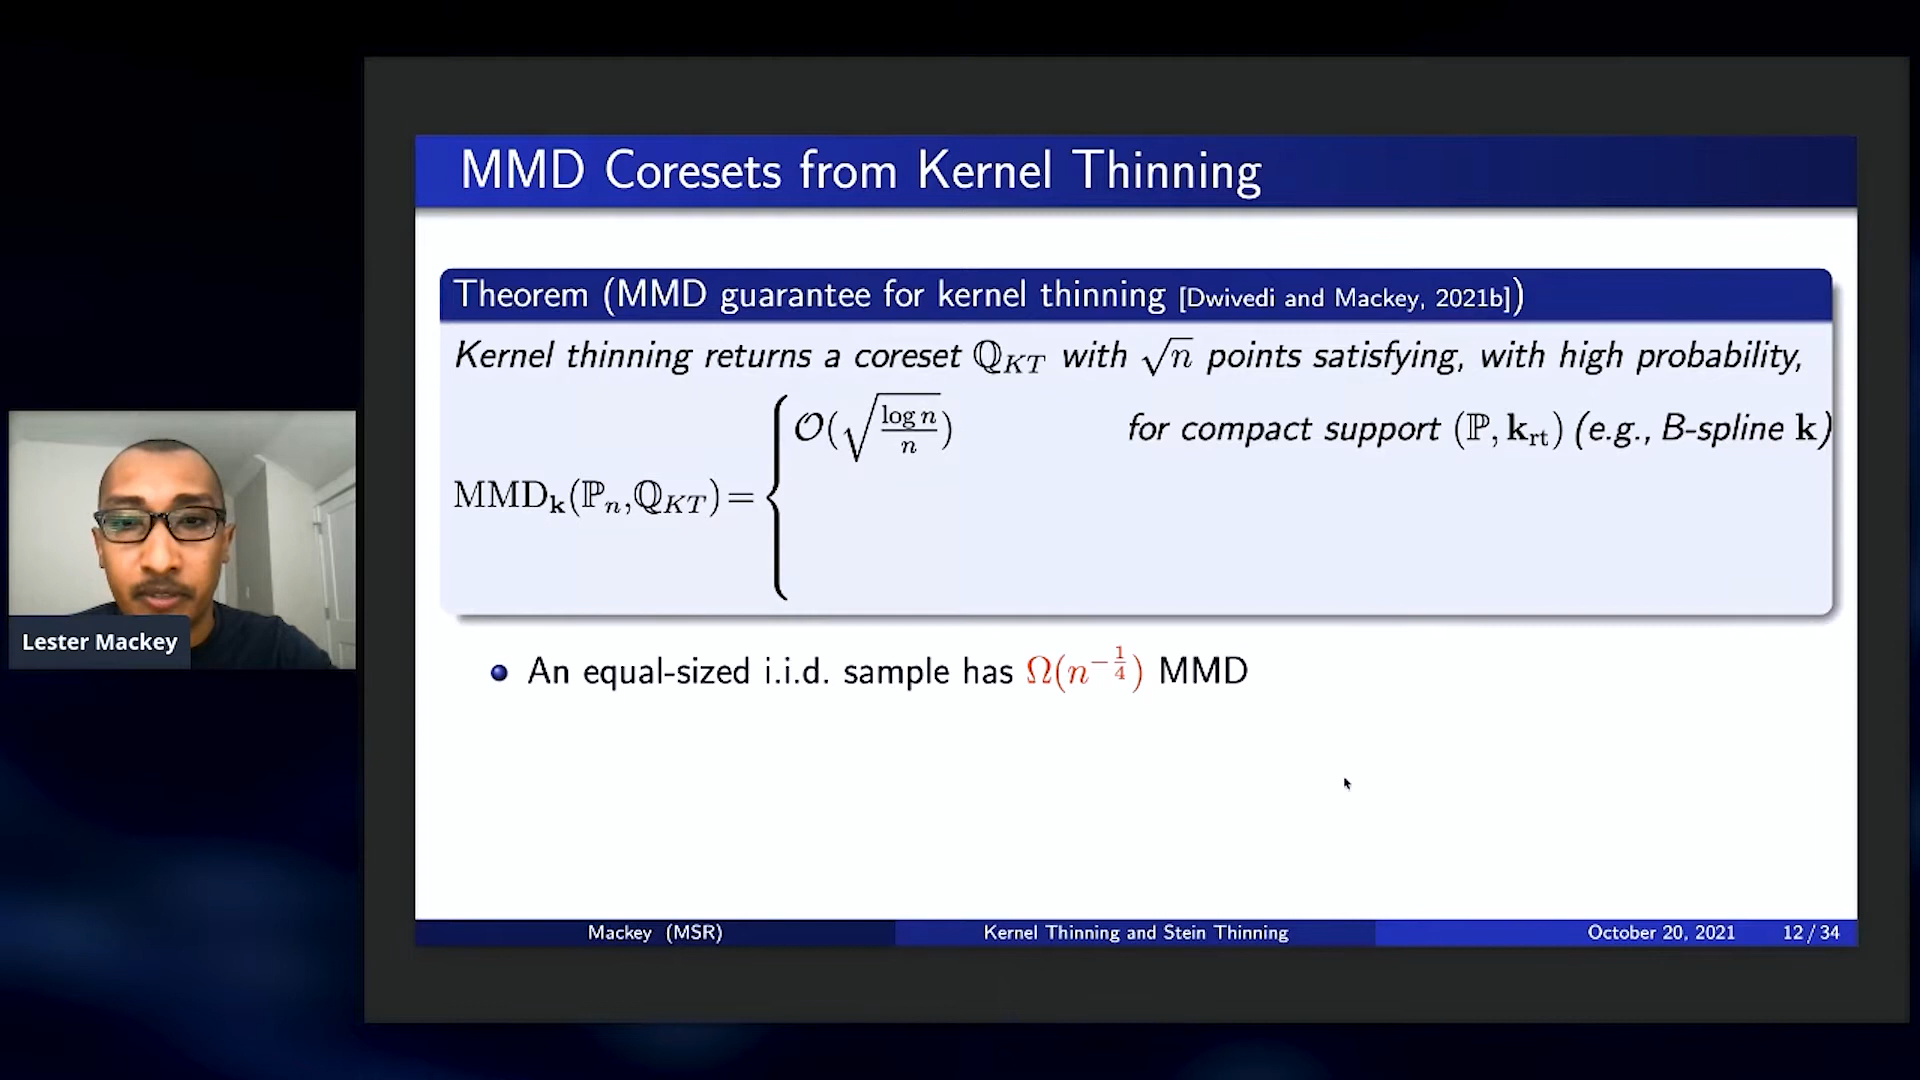 MMD Coresets from Kernel Thinning
Theorem (MMD guarantee for kernel thinning [Dwivedi and Mackey, 2021b])
Kernel thinning returns a coreset ℚ_KT with √n points satisfying, with high probability,
MMD_𝐤(ℙ_n,ℚ_KT) = { 𝒪(√(log n / n)) for compact support (ℙ, 𝐤_rt) (e.g., B-spline 𝐤)
An equal-sized i.i.d. sample has Ω(n^{-1/4}) MMD
Lester Mackey
Mackey (MSR) Kernel Thinning and Stein Thinning October 20, 2021 12 / 34